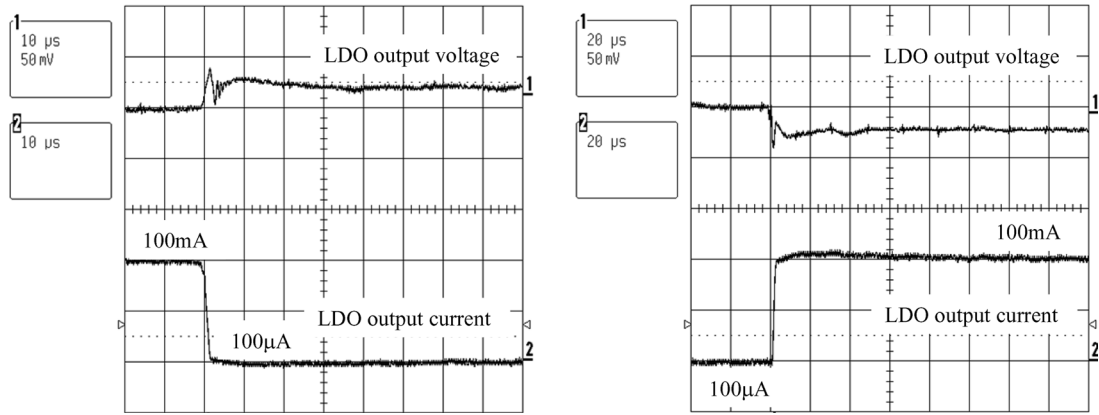 1
10 µs
50mV
LDO output voltage
1
2
10 µs
100mA
LDO output current
100µA
2
1
20 µs
50mV
LDO output voltage
1
2
20 µs
100mA
LDO output current
100µA
2